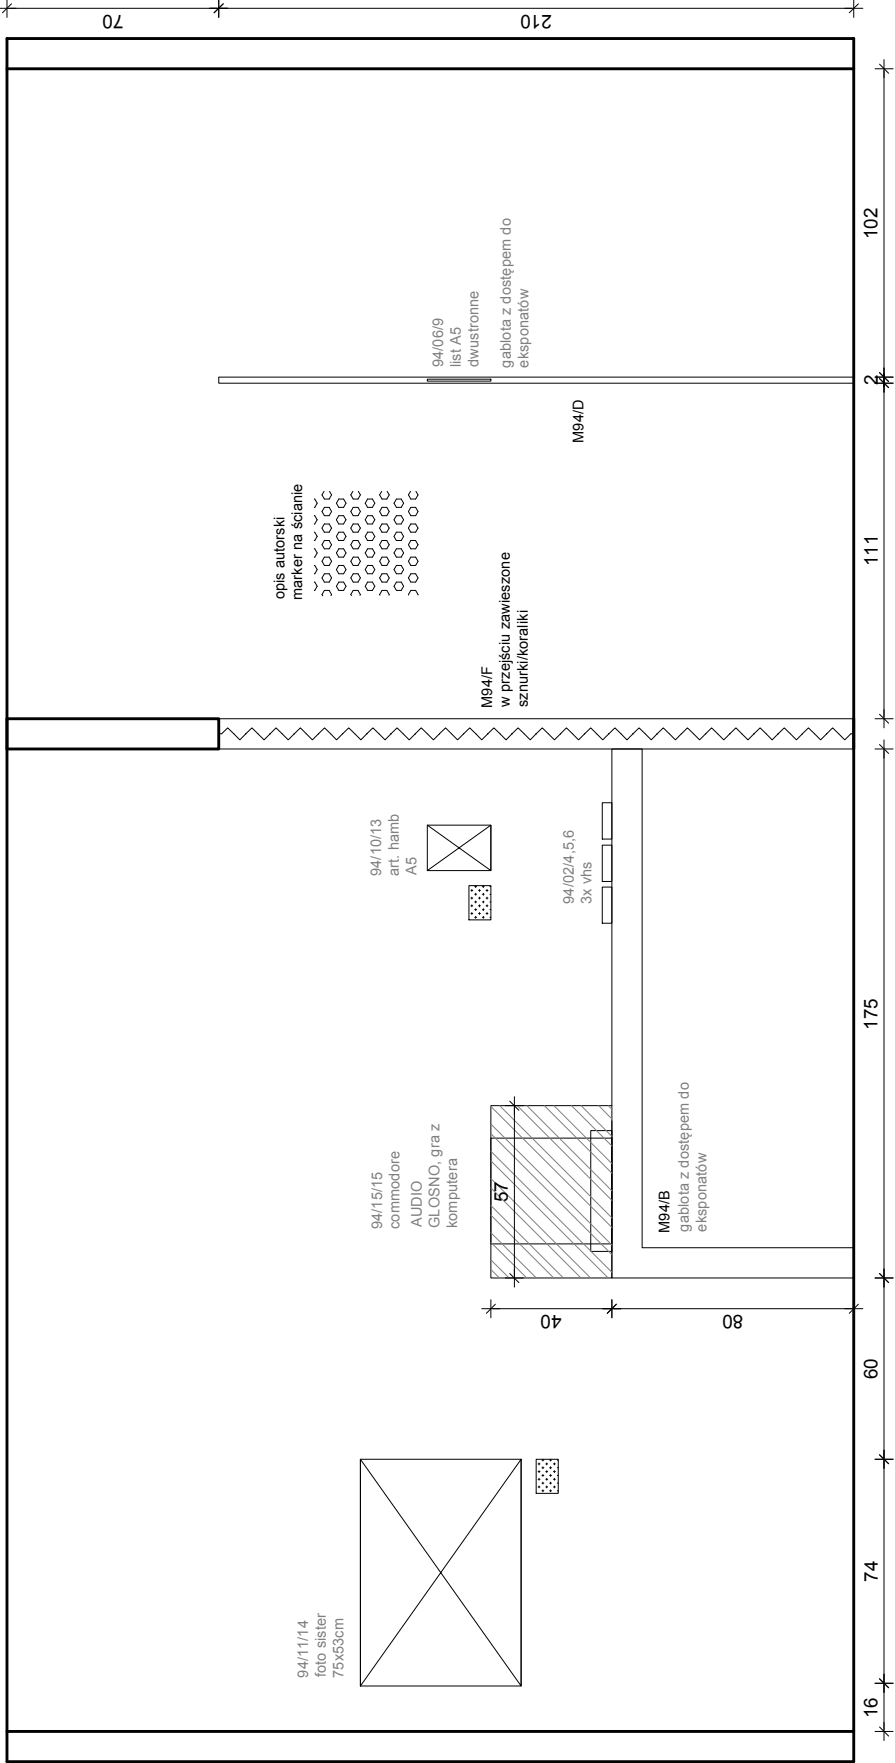 94/11/14
foto sister
75x53cm
94/15/15
commodore
AUDIO
GLOSNO, gra z
komputera
57
94/10/13
art. hamb
A5
94/02/4,5,6
3x vhs
M94/B
gablota z dostępem do
eksponatów
40
80
M94/F
w przejściu zawieszone
sznurki/koraliki
opis autorski
marker na ścianie
94/06/9
list A5
dwustronne
gablota z dostępem do
eksponatów
M94/D
70
210
16
74
60
175
111
2
102